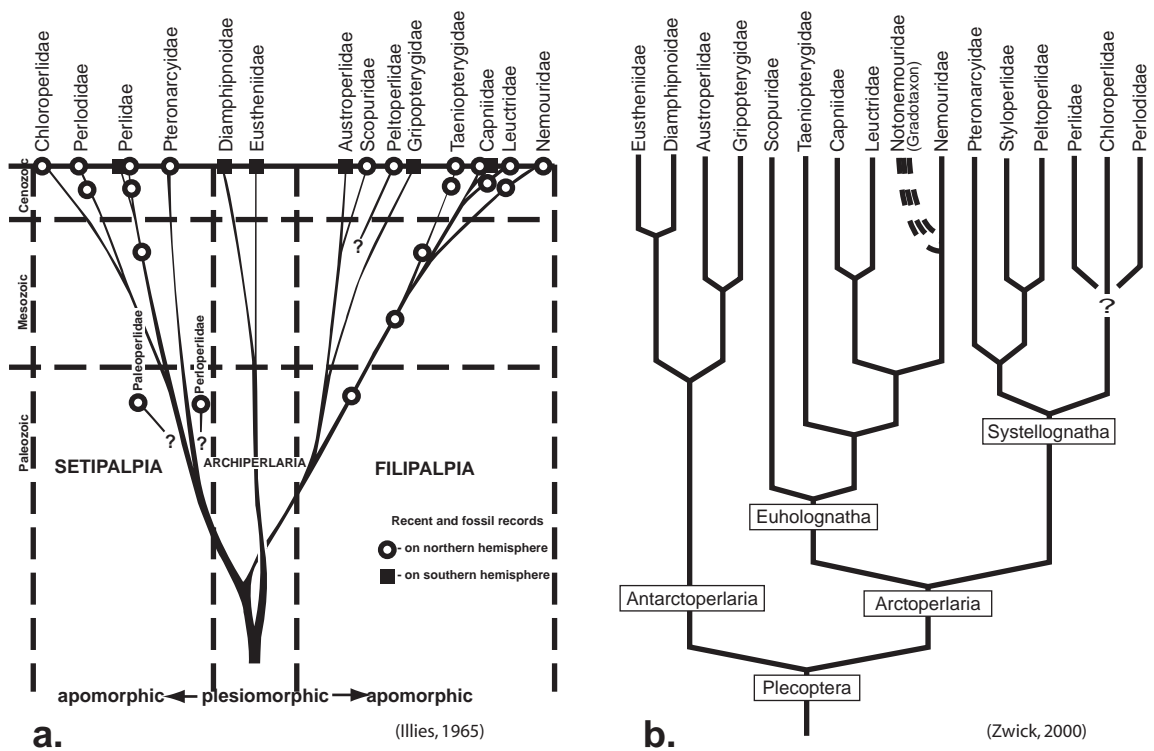 Chloroperlidae
Perlodidae
Perlidae
Pteronarcyidae
Diamphipnoidae
Eustheniidae
Austroperlidae
Scopuridae
Peltoperliidae
Gripopterygidae
Taeniopterygidae
Capniidae
Leuctridae
Nemouridae
Cenozoic
Mesozoic
Paleozoic
?
Paleoperlidae
Perloperlidae
?
?
SETIPALPIA
ARCHIPERLARIA
FILIPALPIA
Recent and fossil records
- on northern hemisphere
- on southern hemisphere
apomorphic plesiomorphic apomorphic
a.
(Illies, 1965)
Eustheniidae
Diamphipnoidae
Austroperlidae
Gripopterygidae
Scopuridae
Taeniopterygidae
Capniidae
Leuctridae
Notonemouridae
(Gradotaxon)
Nemouridae
Pteronarcyidae
Styloperlidae
Peltoperlidae
Perlidae
Chloroperlidae
Perlodidae
?
Systellognatha
Euholognatha
Antarctoperlaria
Arctoperlaria
Plecoptera
b.
(Zwick, 2000)